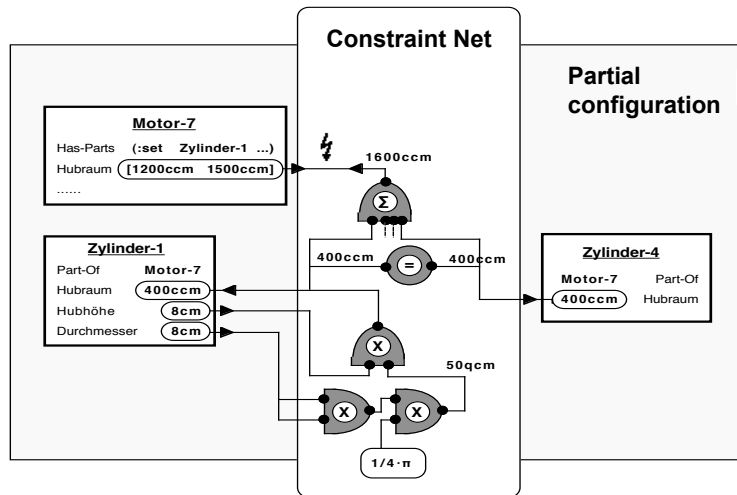 Constraint Net
Partial
configuration
Motor-7
Has-Parts (:set Zylinder-1 ...)
Hubraum [1200ccm 1500ccm]
......
1600ccm
Σ
400ccm = 400ccm
Zylinder-1
Part-Of Motor-7
Hubraum 400ccm
Hubhöhe 8cm
Durchmesser 8cm
Zylinder-4
Motor-7 Part-Of
400ccm Hubraum
X
50qcm
X X
1/4·π